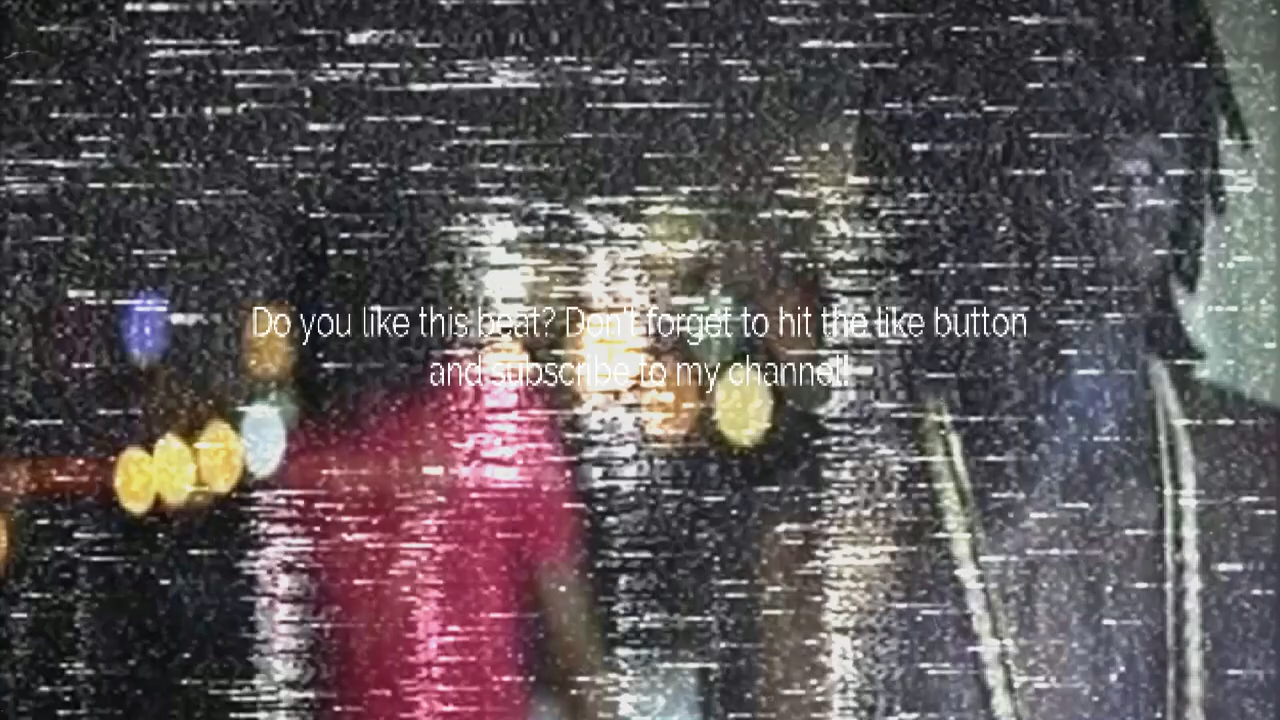 Do you like this beat? Don't forget to hit the like button
and subscribe to my channel!